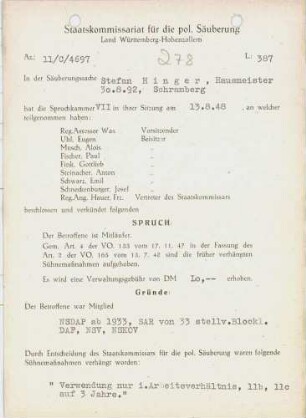 Staatskommissariat für die pol. Säuberung
Land Württemberg-Hohenzollern
Az.: 11/C/4697 278 L: 387
In der Säuberungssache Stefan Hinger, Hausmeister
30.8.92, Schramberg
hat die Spruchkammer VII in ihrer Sitzung am 13.8.48, an welcher
teilgenommen haben:
Reg.Assessor Wax Vorsitzender
Uhl, Eugen Beisitzer
Mesch, Alois "
Fischer, Paul "
Fink, Gottlieb "
Steinacher, Anton "
Schwarz, Emil "
Schneckenburger, Josef "
Reg.Ang. Hauer, Frz. Vertreter des Staatskommissars
beschlossen und verkündet folgenden
SPRUCH
Der Betroffene ist Mitläufer.
Gem. Art. 4 der VO. 133 vom 17. 11. 47 in der Fassung des
Art. 2 der VO. 165 vom 13. 7. 48 sind die früher verhängten
Sühnemaßnahmen aufgehoben.
Es wird eine Verwaltungsgebühr von DM 10,-- erhoben.
Gründe:
Der Betroffene war Mitglied
NSDAP ab 1933, SAR von 33 stellv.Blockl.
DAF, NSV, NSKOV
Durch Entscheidung des Staatskommissars für die pol. Säuberung waren folgende
Sühnemaßnahmen verhängt worden:
" Verwendung nur i.Arbeitsverhältnis, 11b, 11c
auf 3 Jahre."